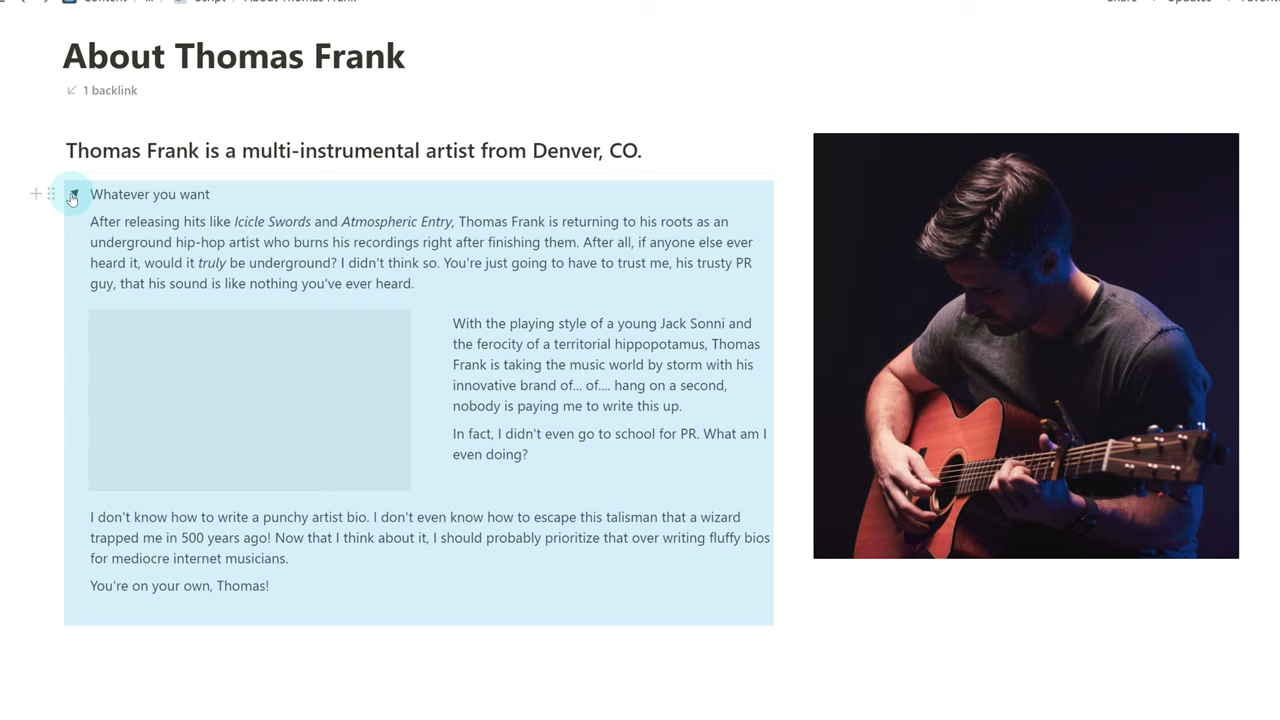 About Thomas Frank
1 backlink
Thomas Frank is a multi-instrumental artist from Denver, CO.
Whatever you want
After releasing hits like Icicle Swords and Atmospheric Entry, Thomas Frank is returning to his roots as an
underground hip-hop artist who burns his recordings right after finishing them. After all, if anyone else ever
heard it, would it truly be underground? I didn't think so. You're just going to have to trust me, his trusty PR
guy, that his sound is like nothing you've ever heard.
With the playing style of a young Jack Sonni and
the ferocity of a territorial hippopotamus, Thomas
Frank is taking the music world by storm with his
innovative brand of... of.... hang on a second,
nobody is paying me to write this up.
In fact, I didn't even go to school for PR. What am I
even doing?
I don't know how to write a punchy artist bio. I don't even know how to escape this talisman that a wizard
trapped me in 500 years ago! Now that I think about it, I should probably prioritize that over writing fluffy bios
for mediocre internet musicians.
You're on your own, Thomas!